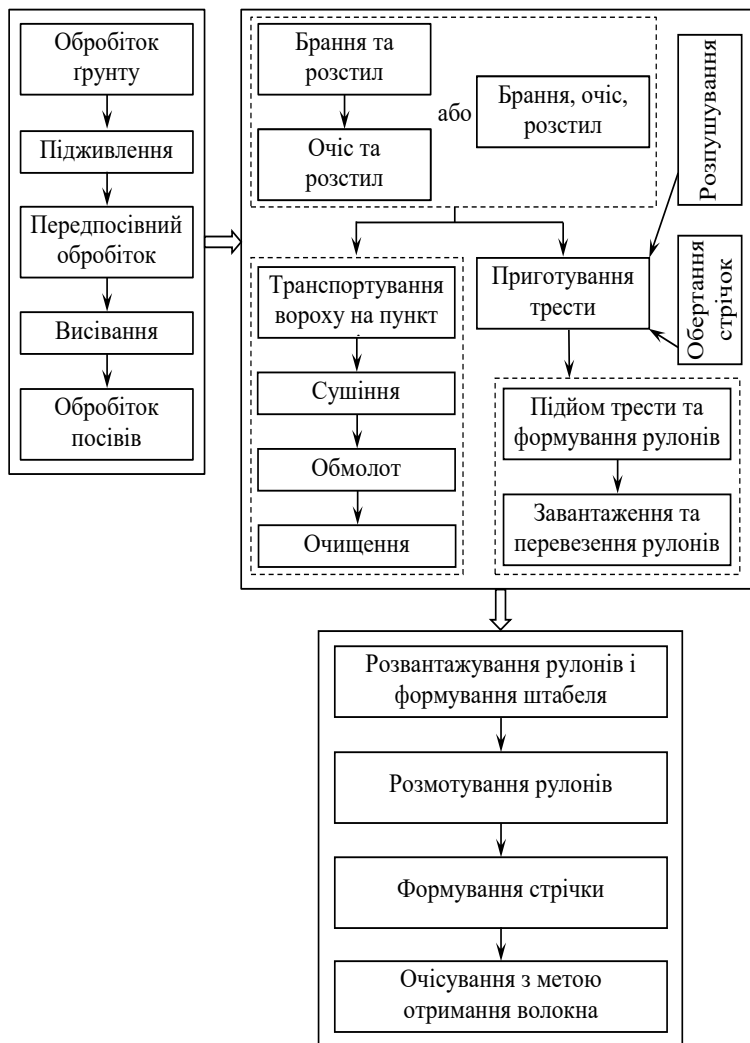 Обробіток
ґрунту
Підживлення
Передпосівний
обробіток
Висівання
Обробіток
посівів
Брання та
розстил
Очіс та
розстил
або
Брання, очіс,
розстил
Розпушування
Обертання
стрічок
Транспортування
вороху на пункт
Сушіння
Обмолот
Очищення
Приготування
трести
Підйом трести та
формування рулонів
Завантаження та
перевезення рулонів
Розвантажування рулонів і
формування штабеля
Розмотування рулонів
Формування стрічки
Очісування з метою
отримання волокна